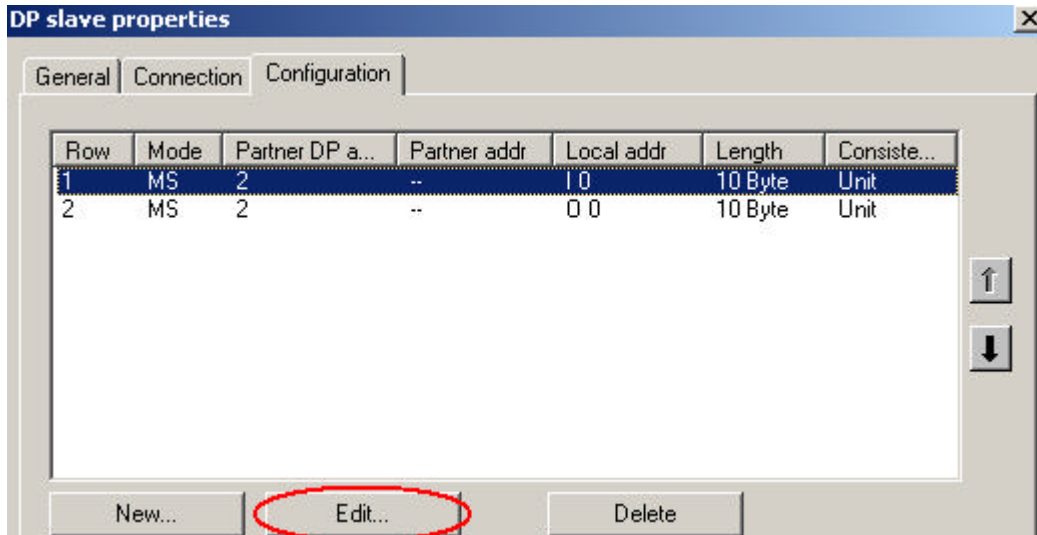 DP slave properties
General Connection Configuration
Row Mode Partner DP a... Partner addr Local addr Length Consiste...
1 MS 2 -- I 0 10 Byte Unit
2 MS 2 -- O 0 10 Byte Unit
New... Edit... Delete